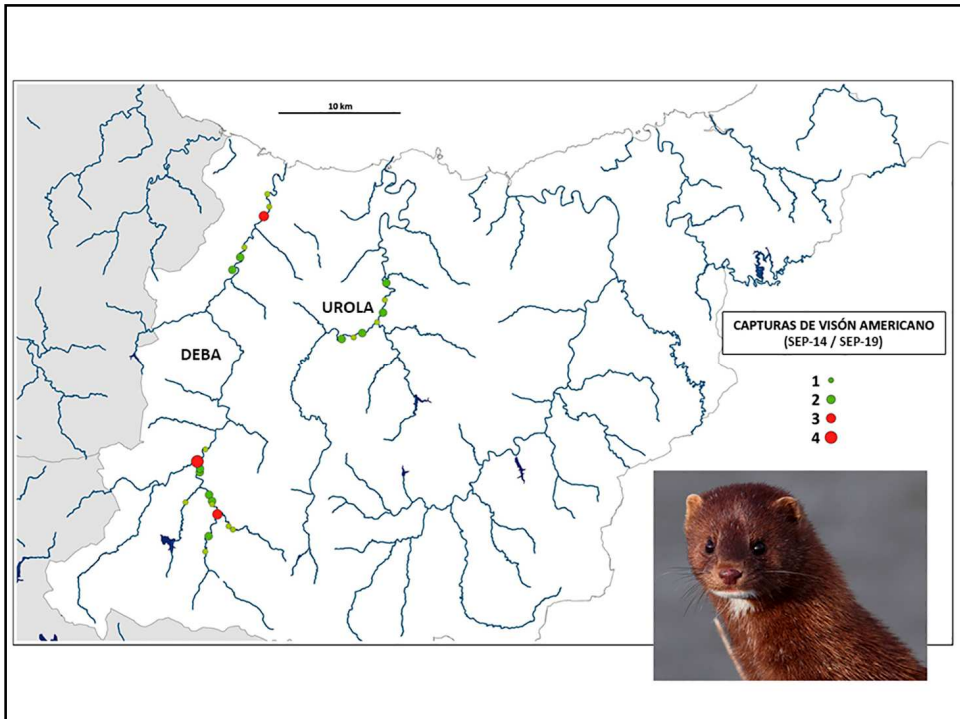 10 km
UROLA
DEBA
CAPTURAS DE VISÓN AMERICANO
(SEP-14 / SEP-19)
1
2
3
4